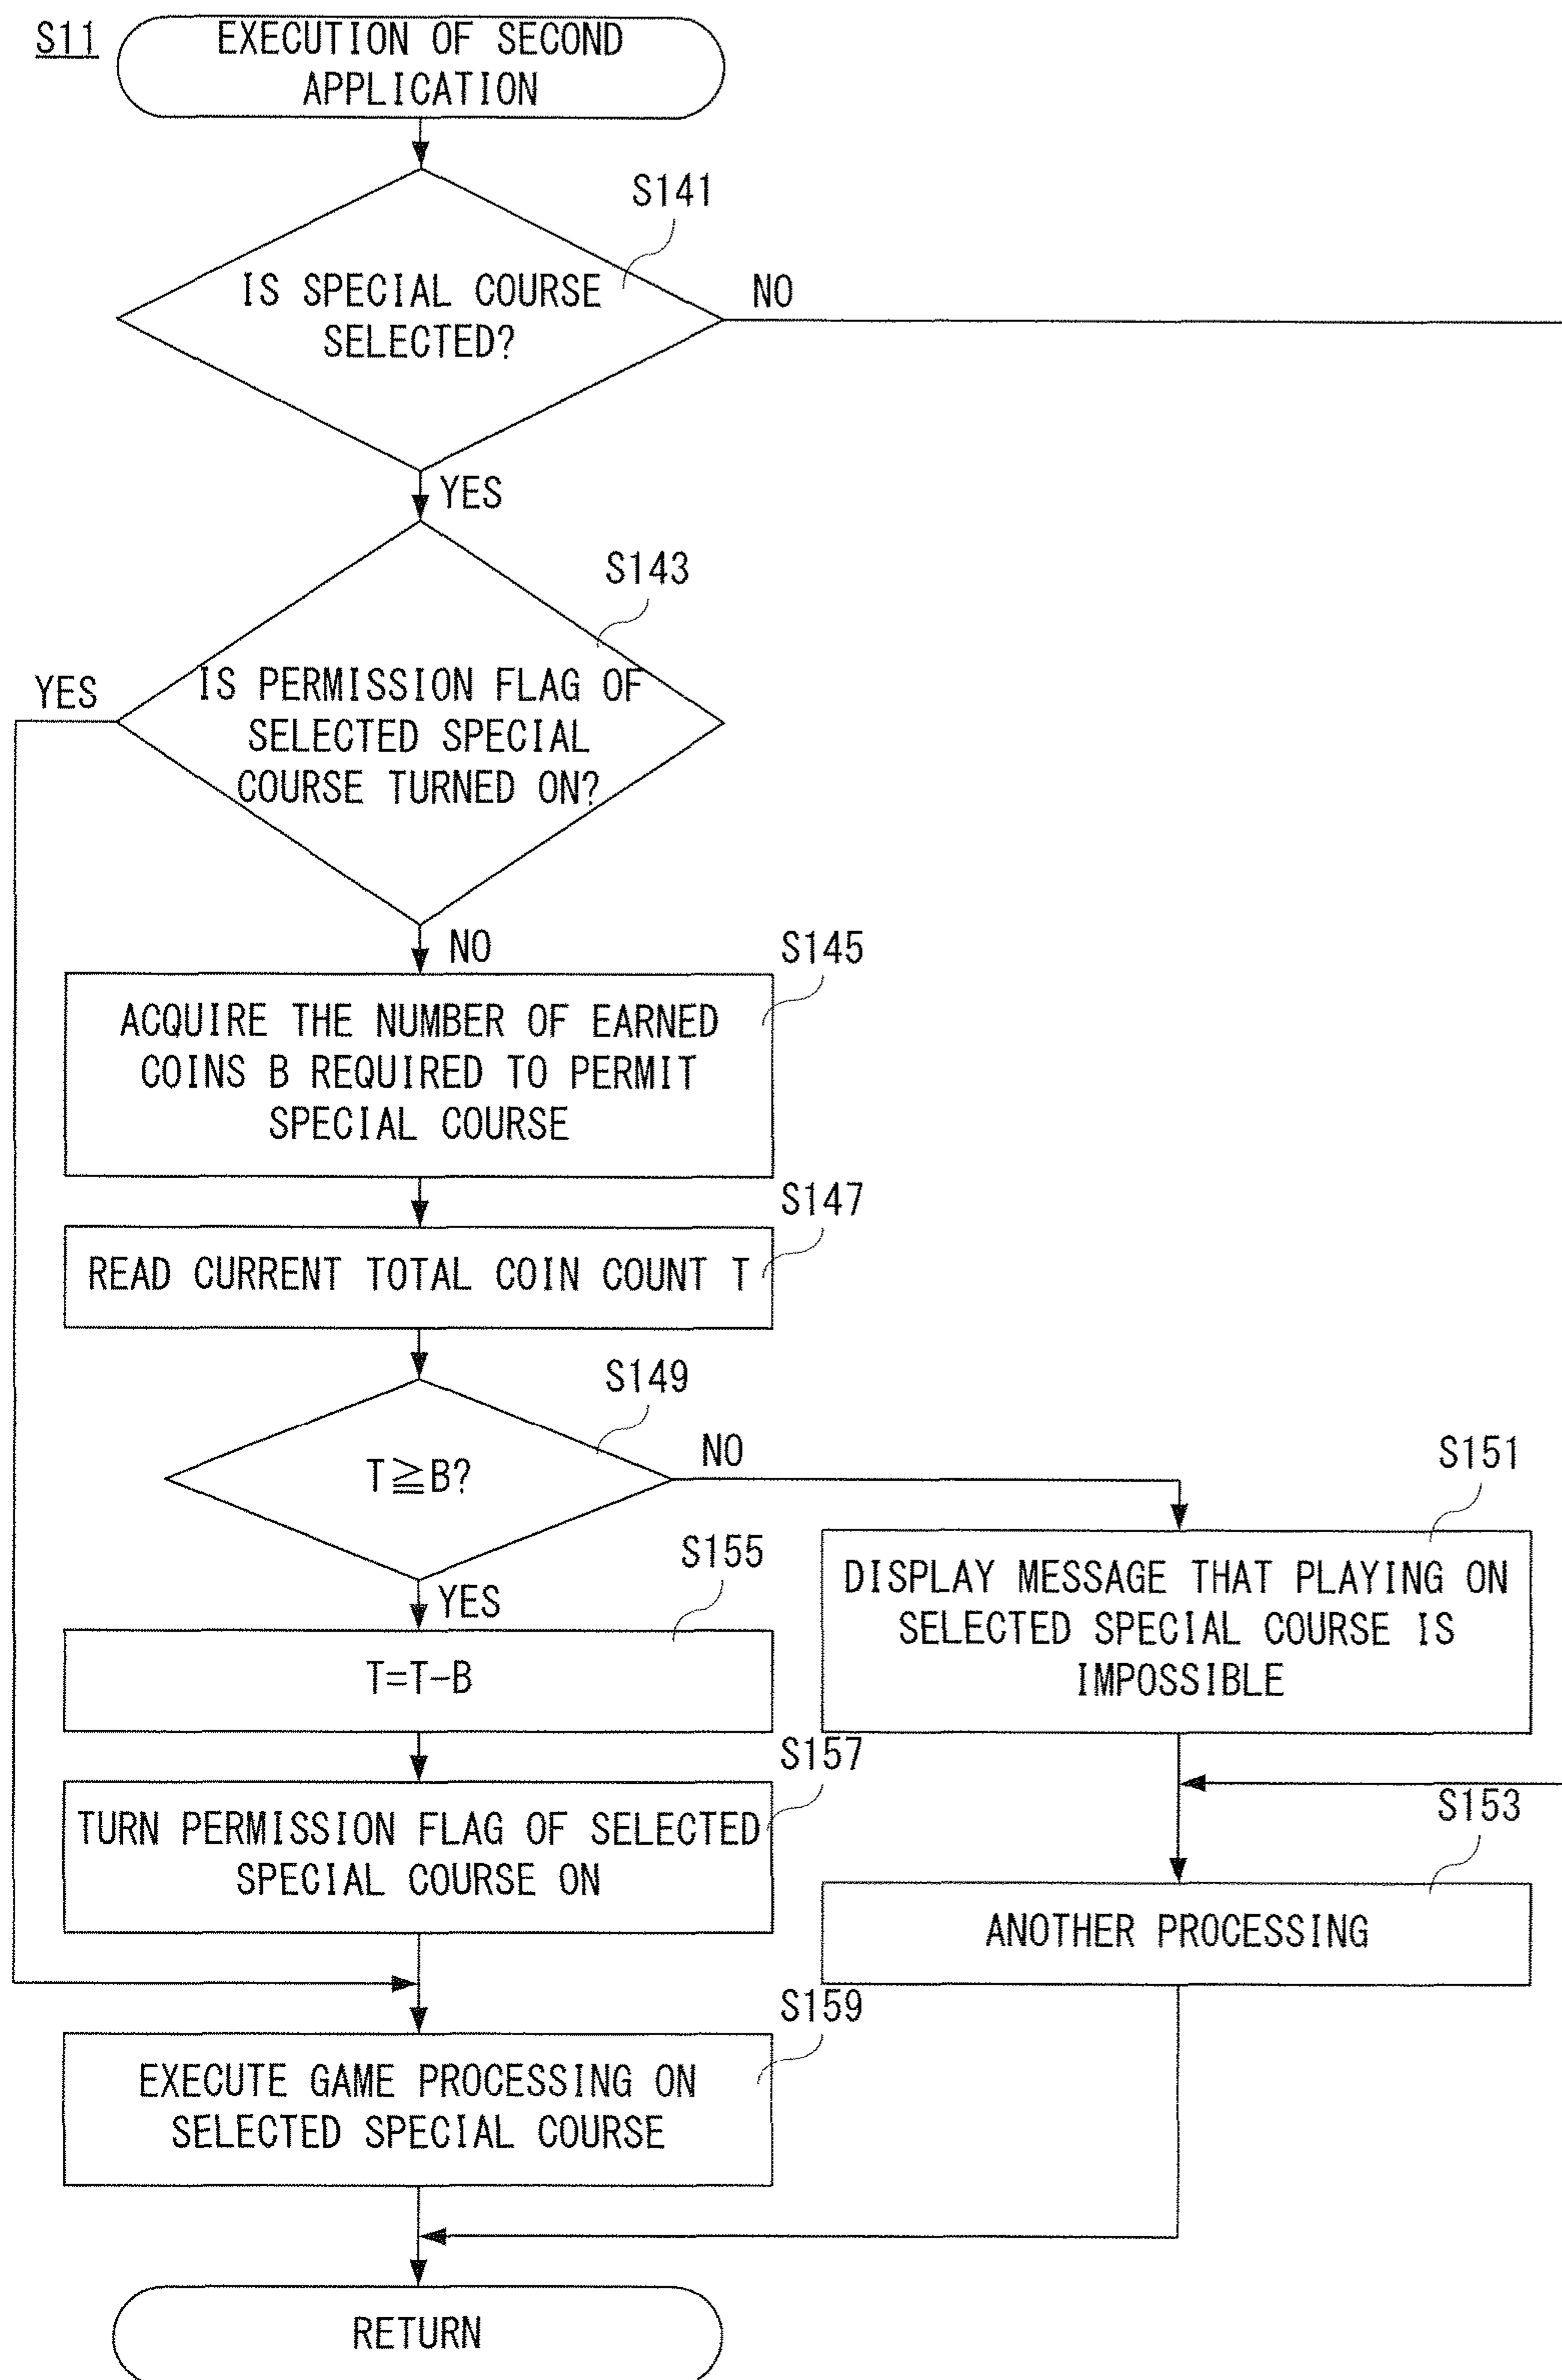 S11
EXECUTION OF SECOND
APPLICATION
S141
IS SPECIAL COURSE
SELECTED?
NO
YES
S143
IS PERMISSION FLAG OF
SELECTED SPECIAL
COURSE TURNED ON?
YES
NO
S145
ACQUIRE THE NUMBER OF EARNED
COINS B REQUIRED TO PERMIT
SPECIAL COURSE
S147
READ CURRENT TOTAL COIN COUNT T
S149
T≧B?
NO
YES
S151
DISPLAY MESSAGE THAT PLAYING ON
SELECTED SPECIAL COURSE IS
IMPOSSIBLE
S155
T=T-B
S157
TURN PERMISSION FLAG OF SELECTED
SPECIAL COURSE ON
S153
ANOTHER PROCESSING
S159
EXECUTE GAME PROCESSING ON
SELECTED SPECIAL COURSE
RETURN